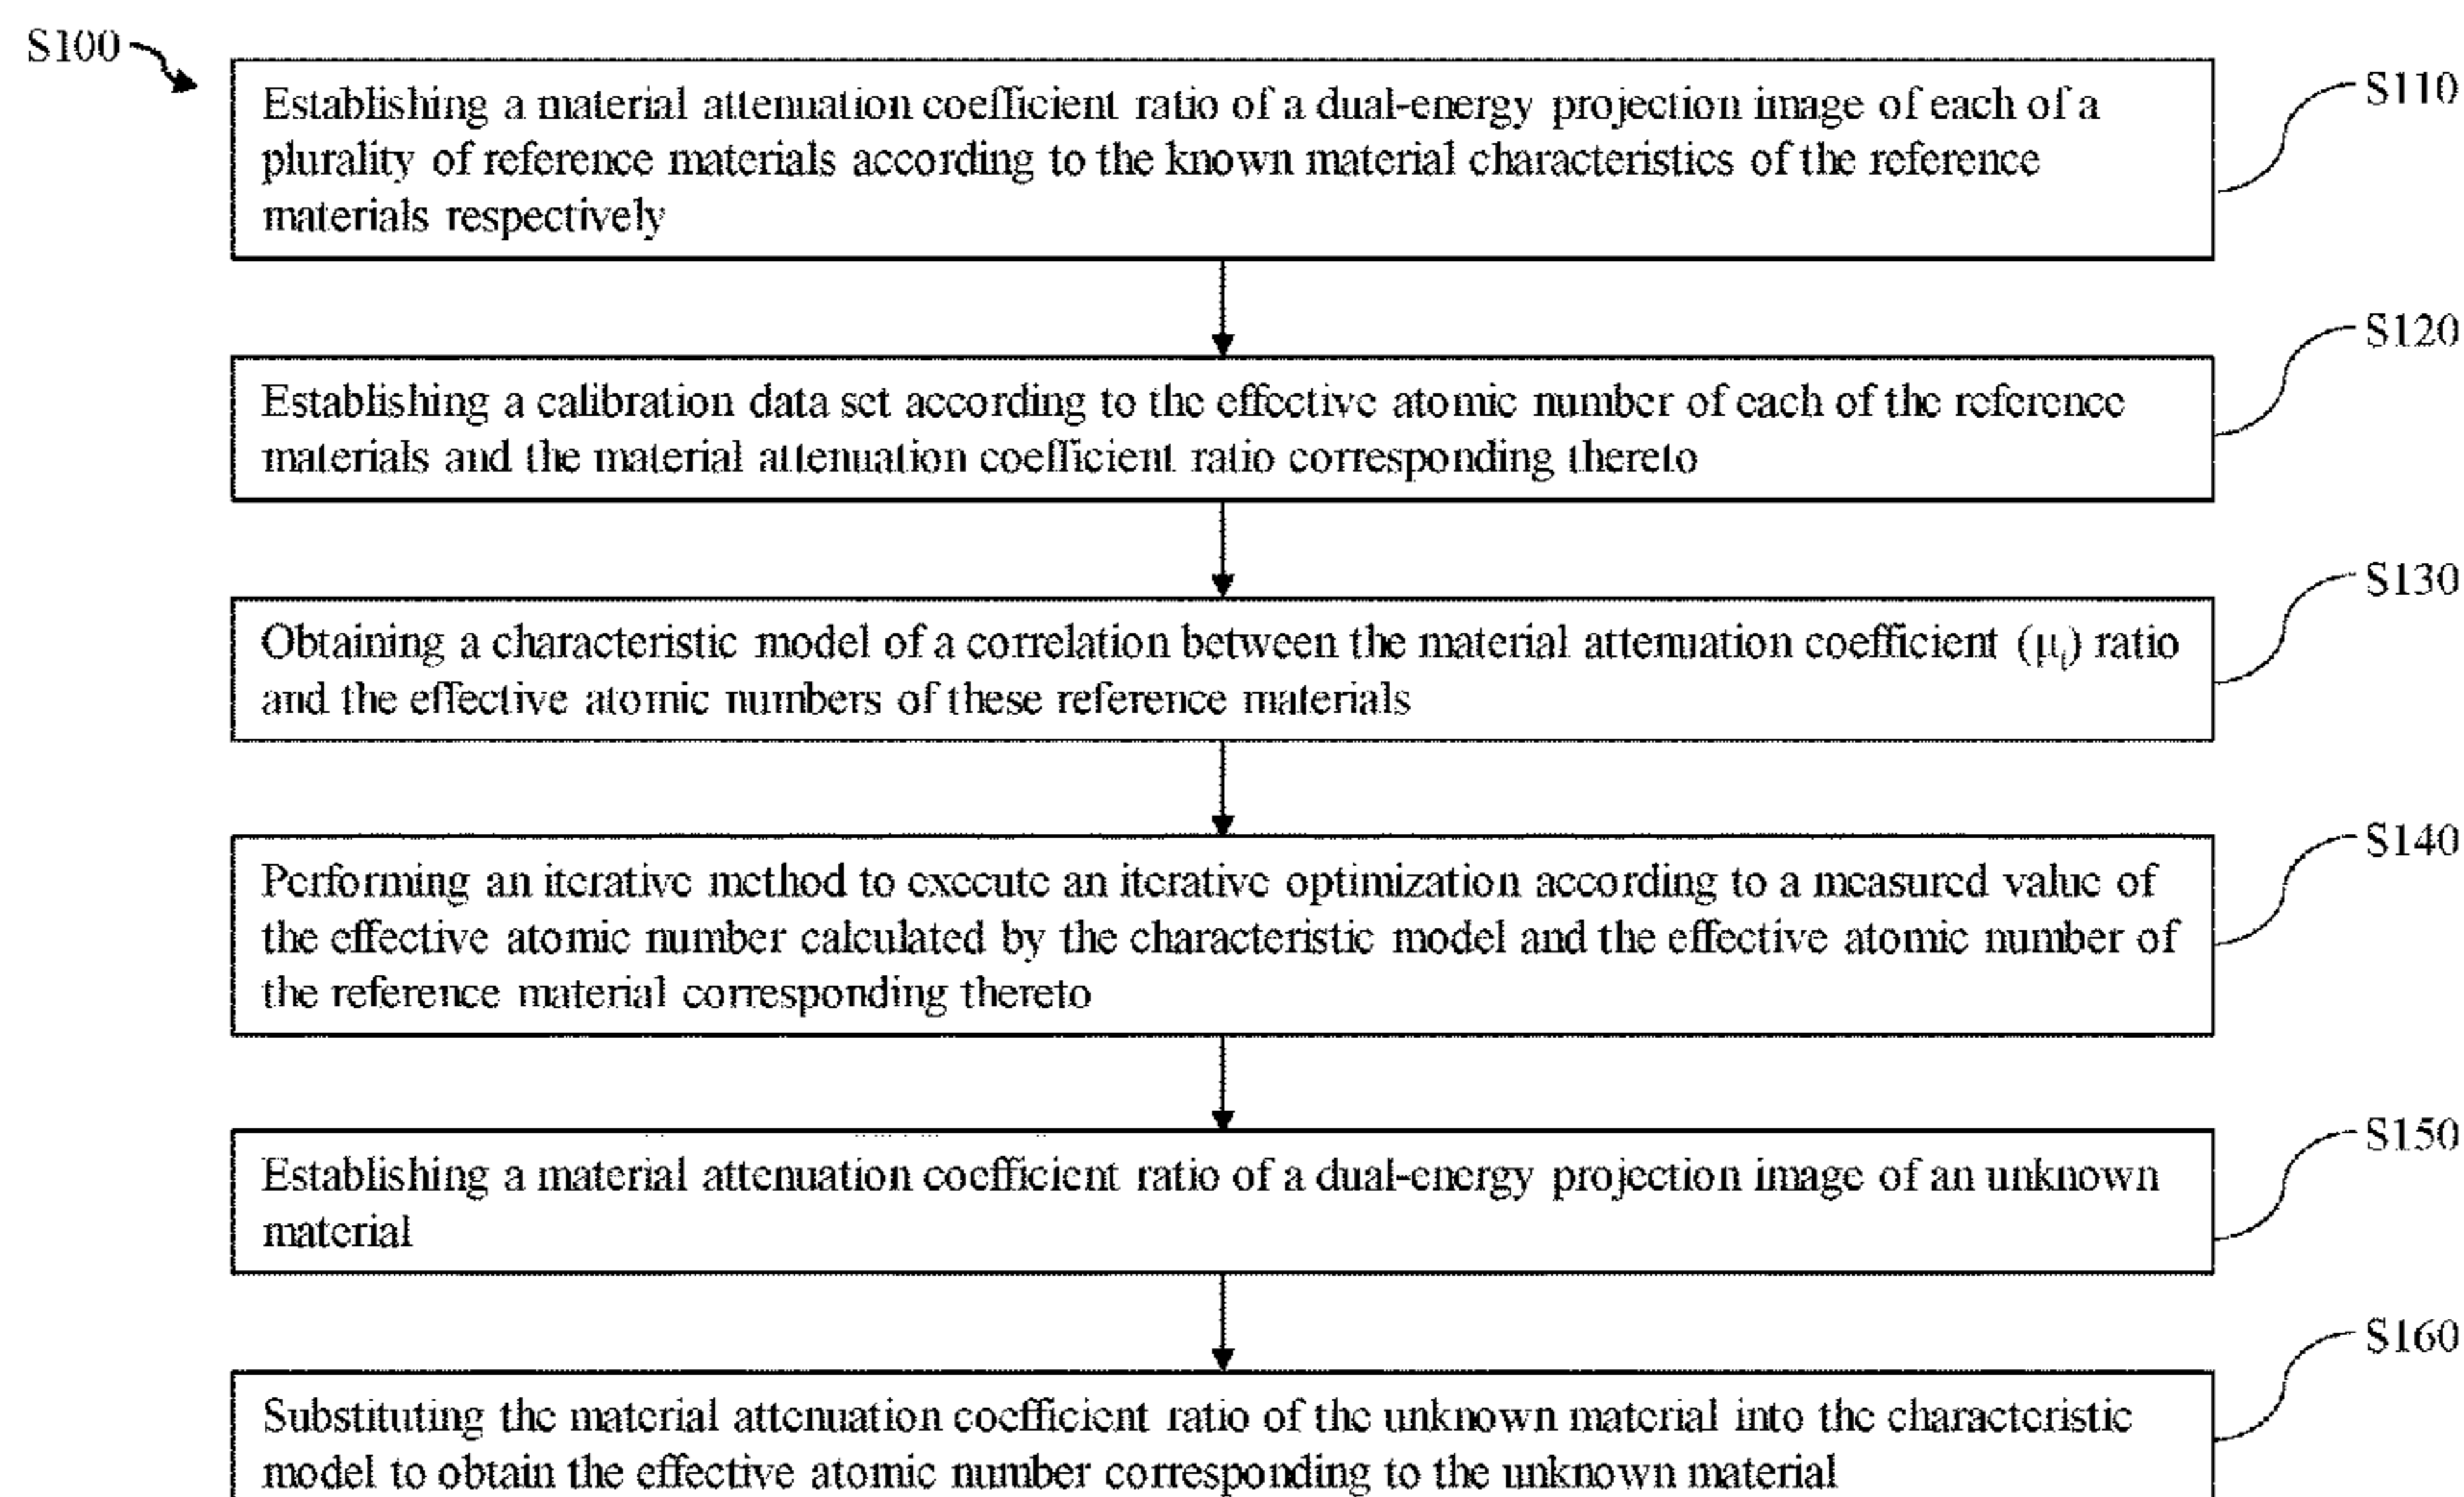 S100
S110
Establishing a material attenuation coefficient ratio of a dual-energy projection image of each of a
plurality of reference materials according to the known material characteristics of the reference
materials respectively
S120
Establishing a calibration data set according to the effective atomic number of each of the reference
materials and the material attenuation coefficient ratio corresponding thereto
S130
Obtaining a characteristic model of a correlation between the material attenuation coefficient (μᵢ) ratio
and the effective atomic numbers of these reference materials
S140
Performing an iterative method to execute an iterative optimization according to a measured value of
the effective atomic number calculated by the characteristic model and the effective atomic number of
the reference material corresponding thereto
S150
Establishing a material attenuation coefficient ratio of a dual-energy projection image of an unknown
material
S160
Substituting the material attenuation coefficient ratio of the unknown material into the characteristic
model to obtain the effective atomic number corresponding to the unknown material